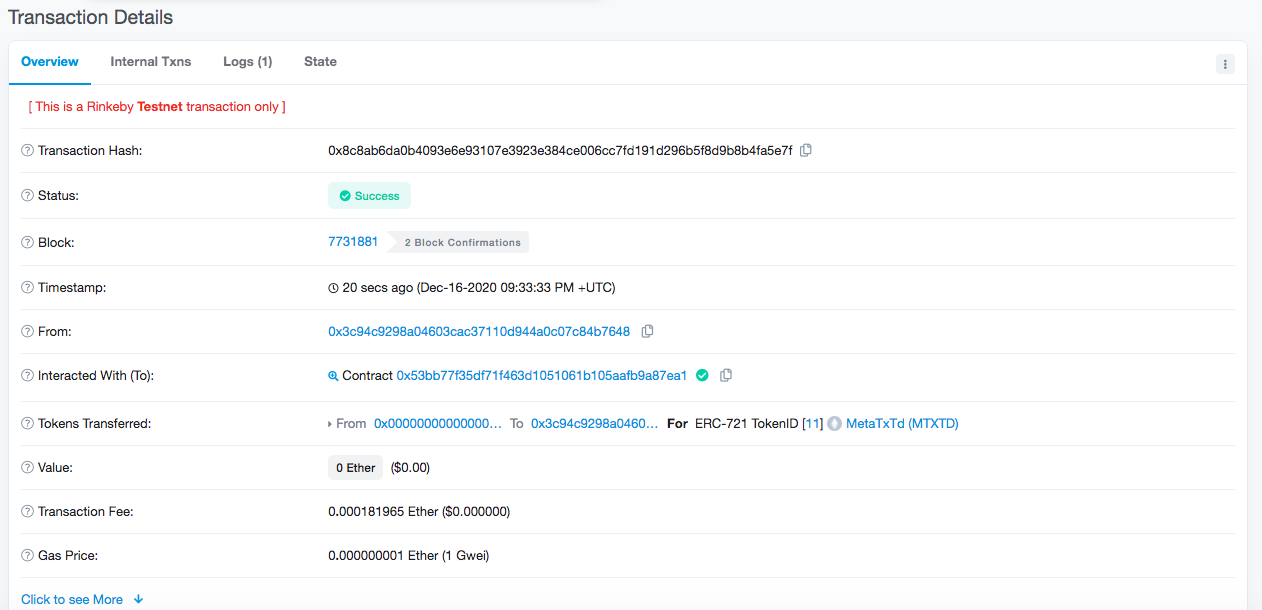 Transaction Details
Overview Internal Txns Logs (1) State
[ This is a Rinkeby Testnet transaction only ]
Transaction Hash: 0x8c8ab6da0b4093e6e93107e3923e384ce006cc7fd191d296b5f8d9b8b4fa5e7f
Status: Success
Block: 7731881 2 Block Confirmations
Timestamp: 20 secs ago (Dec-16-2020 09:33:33 PM +UTC)
From: 0x3c94c9298a04603cac37110d944a0c07c84b7648
Interacted With (To): Contract 0x53bb77f35df71f463d1051061b105aafb9a87ea1
Tokens Transferred: From 0x00000000000000... To 0x3c94c9298a0460... For ERC-721 TokenID [11] MetaTxTd (MTXTD)
Value: 0 Ether ($0.00)
Transaction Fee: 0.000181965 Ether ($0.000000)
Gas Price: 0.000000001 Ether (1 Gwei)
Click to see More